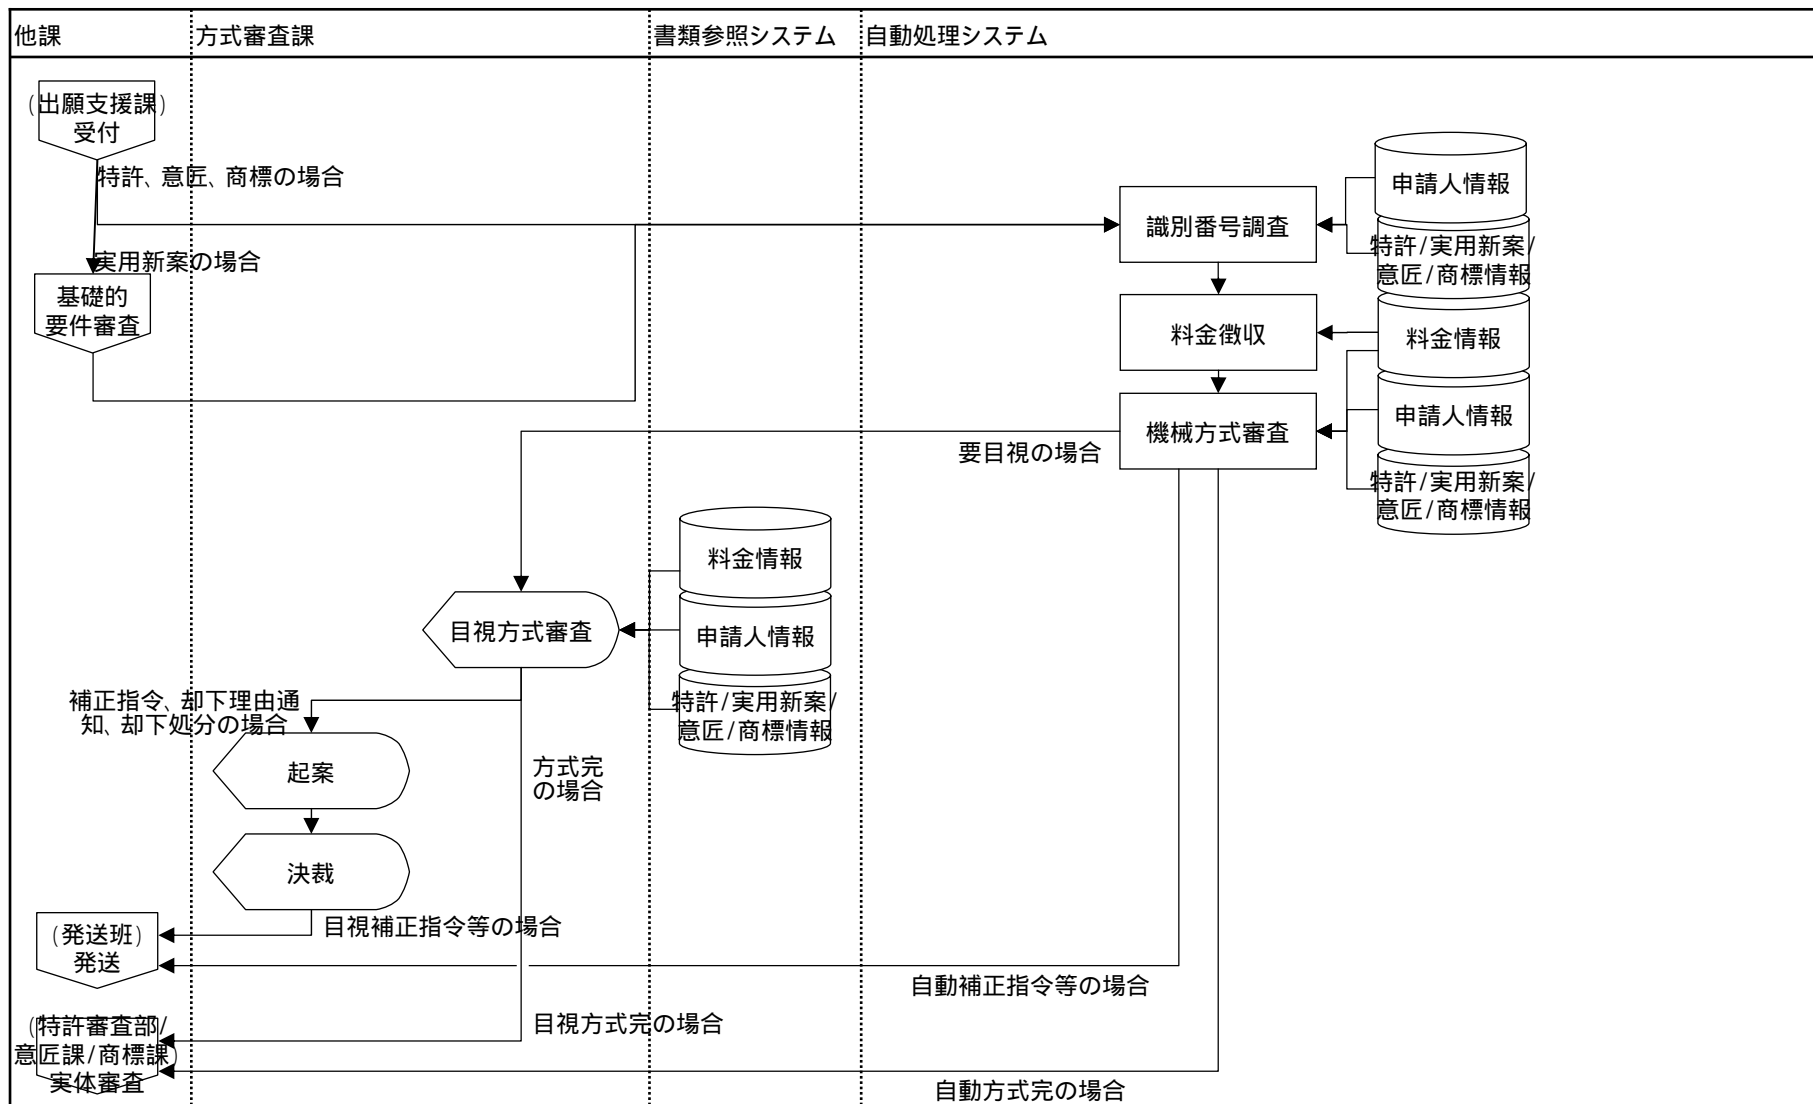 他課
方式審査課
書類参照システム
自動処理システム
(出願支援課)
受付
特許、意匠、商標の場合
実用新案の場合
基礎的
要件審査
識別番号調査
申請人情報
特許/実用新案/
意匠/商標情報
料金徴収
料金情報
機械方式審査
申請人情報
特許/実用新案/
意匠/商標情報
要目視の場合
料金情報
目視方式審査
申請人情報
特許/実用新案/
意匠/商標情報
補正指令、却下理由通
知、却下処分の場合
起案
方式完
の場合
決裁
目視補正指令等の場合
(発送班)
発送
自動補正指令等の場合
目視方式完の場合
(特許審査部/
意匠課/商標課)
実体審査
自動方式完の場合